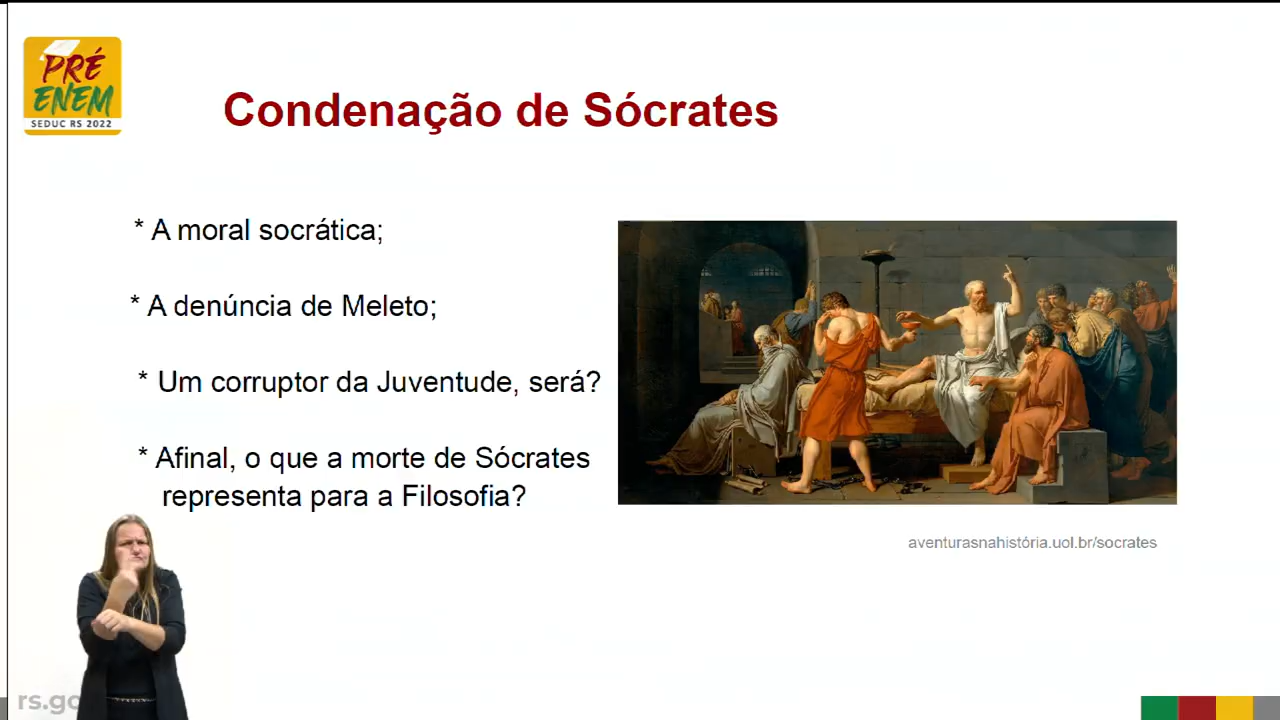 PRÉ
ENEM
SEDUC RS 2022
Condenação de Sócrates
* A moral socrática;
* A denúncia de Meleto;
* Um corruptor da Juventude, será?
* Afinal, o que a morte de Sócrates
representa para a Filosofia?
aventurasnahistória.uol.br/socrates
rs.go